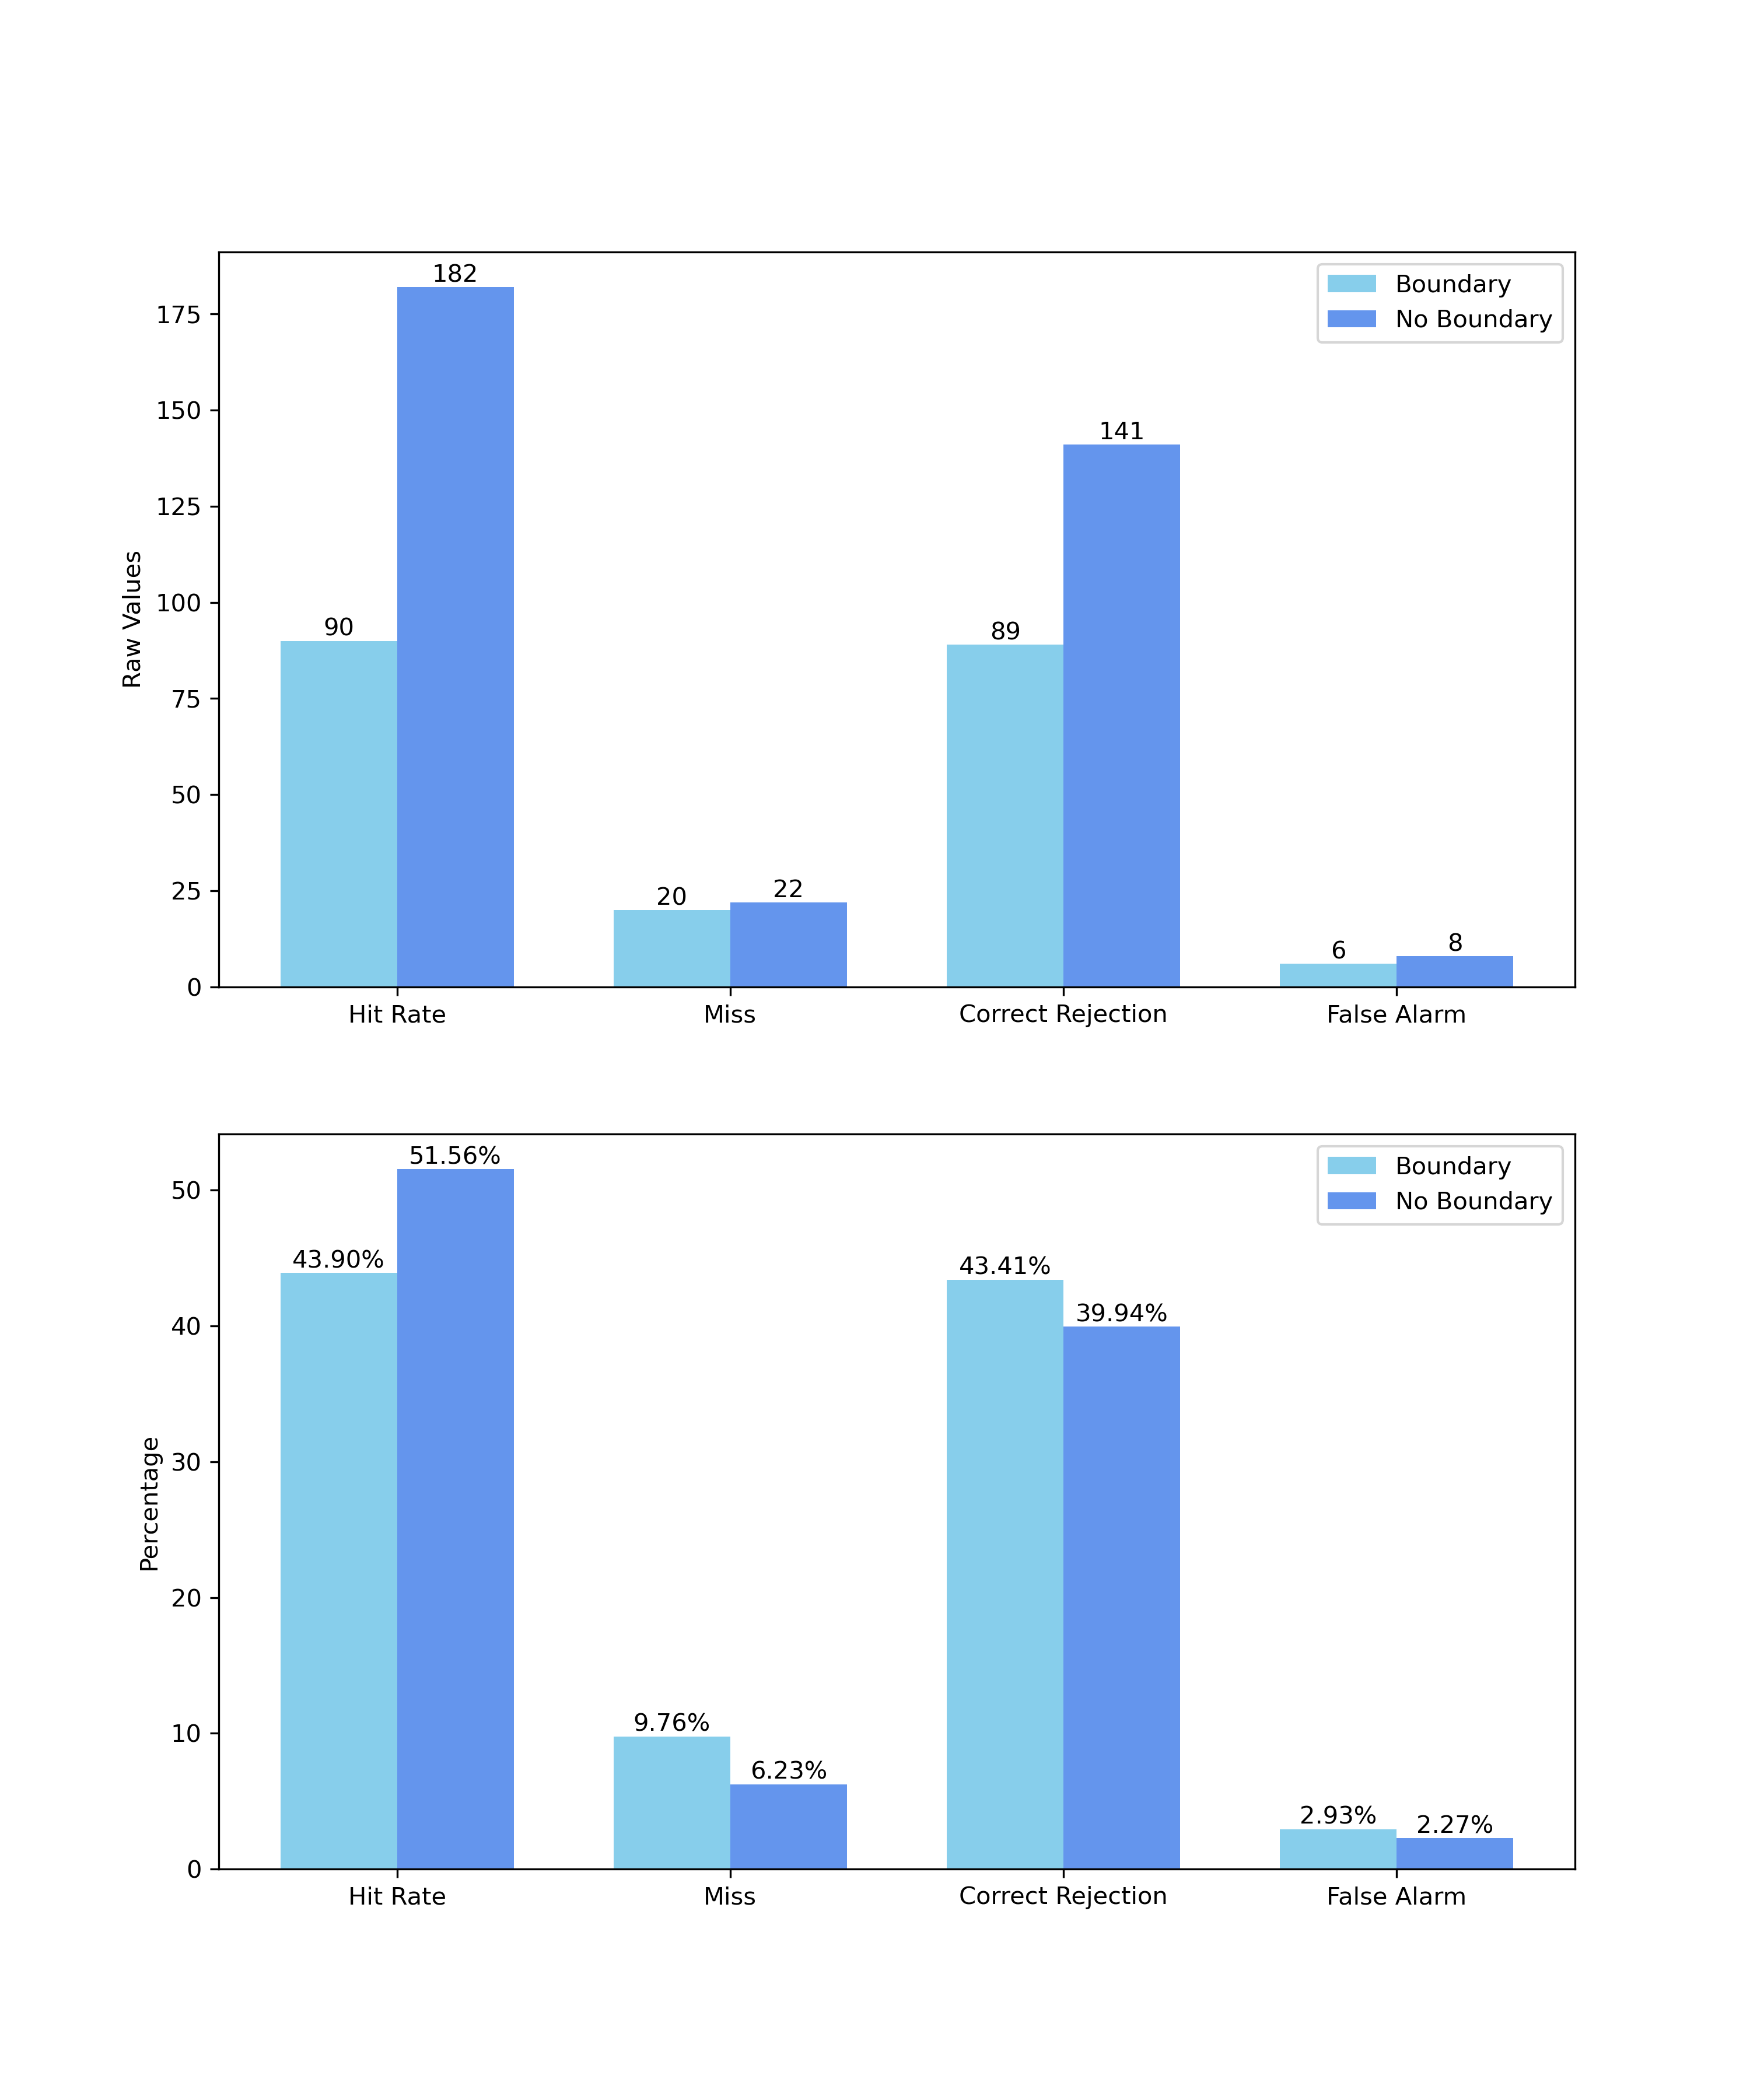 182
Boundary
No Boundary
175
150
141
125
Raw Values
100
90
89
75
50
25
20
22
6
8
0
Hit Rate
Miss
Correct Rejection
False Alarm
51.56%
Boundary
No Boundary
50
43.90%
43.41%
40
39.94%
Percentage
30
20
10
9.76%
6.23%
2.93%
2.27%
0
Hit Rate
Miss
Correct Rejection
False Alarm